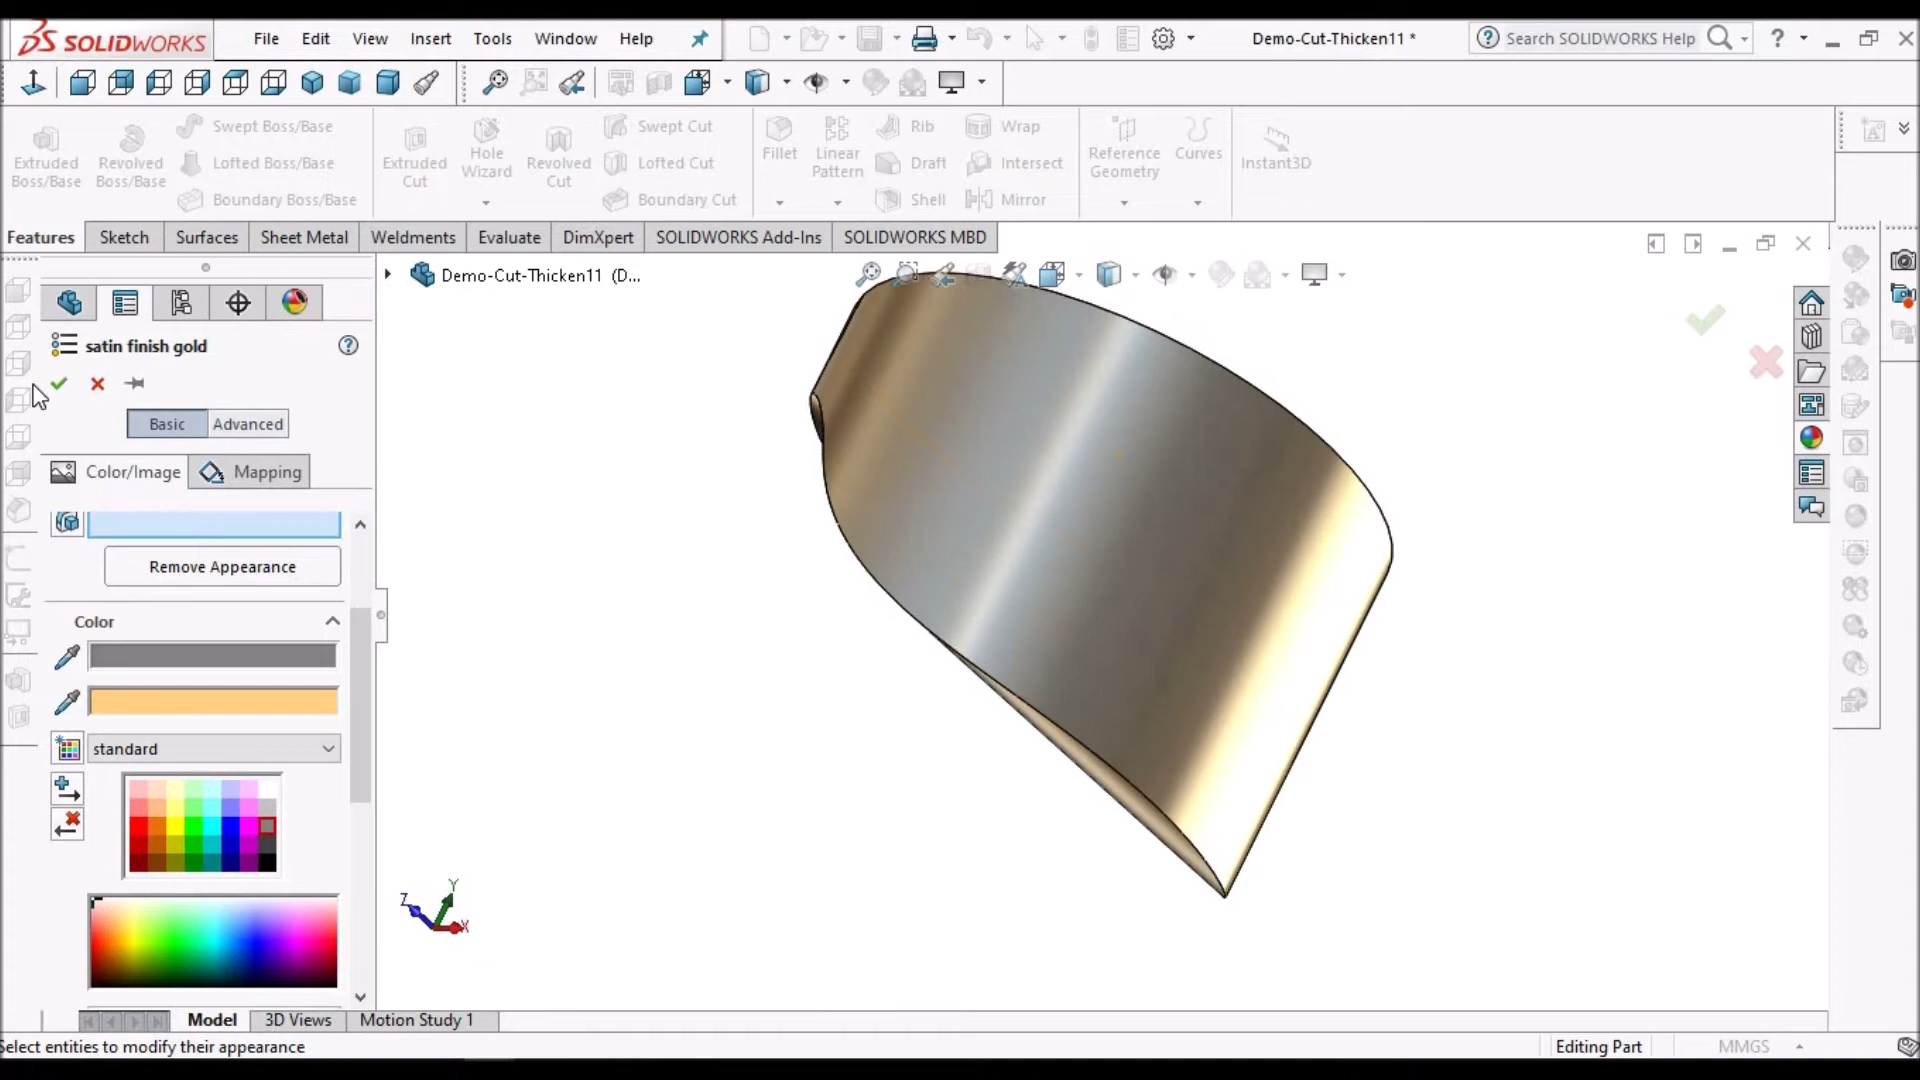 SOLIDWORKS File Edit View Insert Tools Window Help Demo-Cut-Thicken11 * Search SOLIDWORKS Help ?
Extruded Boss/Base
Revolved Boss/Base
Swept Boss/Base
Lofted Boss/Base
Boundary Boss/Base
Extruded Cut
Hole Wizard
Revolved Cut
Swept Cut
Lofted Cut
Boundary Cut
Fillet
Linear Pattern
Rib
Draft
Shell
Wrap
Intersect
Mirror
Reference Geometry
Curves
Instant3D
Features Sketch Surfaces Sheet Metal Weldments Evaluate DimXpert SOLIDWORKS Add-Ins SOLIDWORKS MBD
Demo-Cut-Thicken11 (D...
satin finish gold ?
Basic Advanced
Color/Image Mapping
Remove Appearance
Color
standard
Z Y X
Model 3D Views Motion Study 1
Select entities to modify their appearance Editing Part MMGS